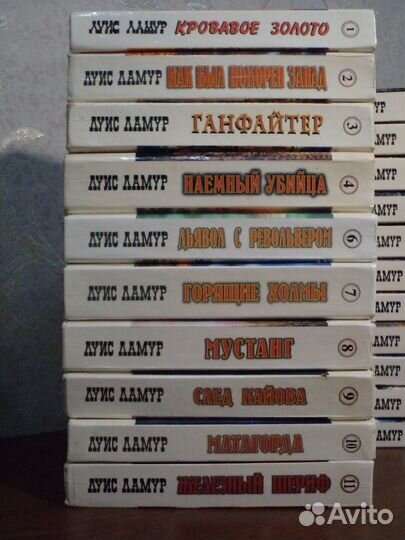 ЛУИС ЛАМУР КРОВАВОЕ ЗОЛОТО 1
ЛУИС ЛАМУР КАК БЫЛ ПОКОРЕН ЗАПАД 2
ЛУИС ЛАМУР ГАНФАЙТЕР 3
ЛУИС ЛАМУР НАЕМНЫЙ УБИЙЦА 4
ЛУИС ЛАМУР ДЬЯВОЛ С РЕВОЛЬВЕРОМ 6
ЛУИС ЛАМУР ГОРЯЩИЕ ХОЛМЫ 7
ЛУИС ЛАМУР МУСТАНГ 8
ЛУИС ЛАМУР СЛЕД КАЙОВА 9
ЛУИС ЛАМУР МАТАГОРДА 10
ЛУИС ЛАМУР ЖЕЛЕЗНЫЙ ШЕРИФ 11
Avito